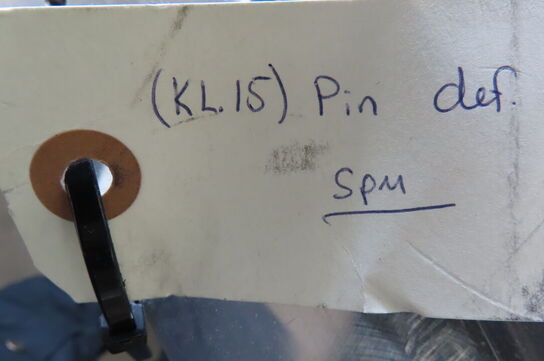 (KL.15) Pin def.
SPM